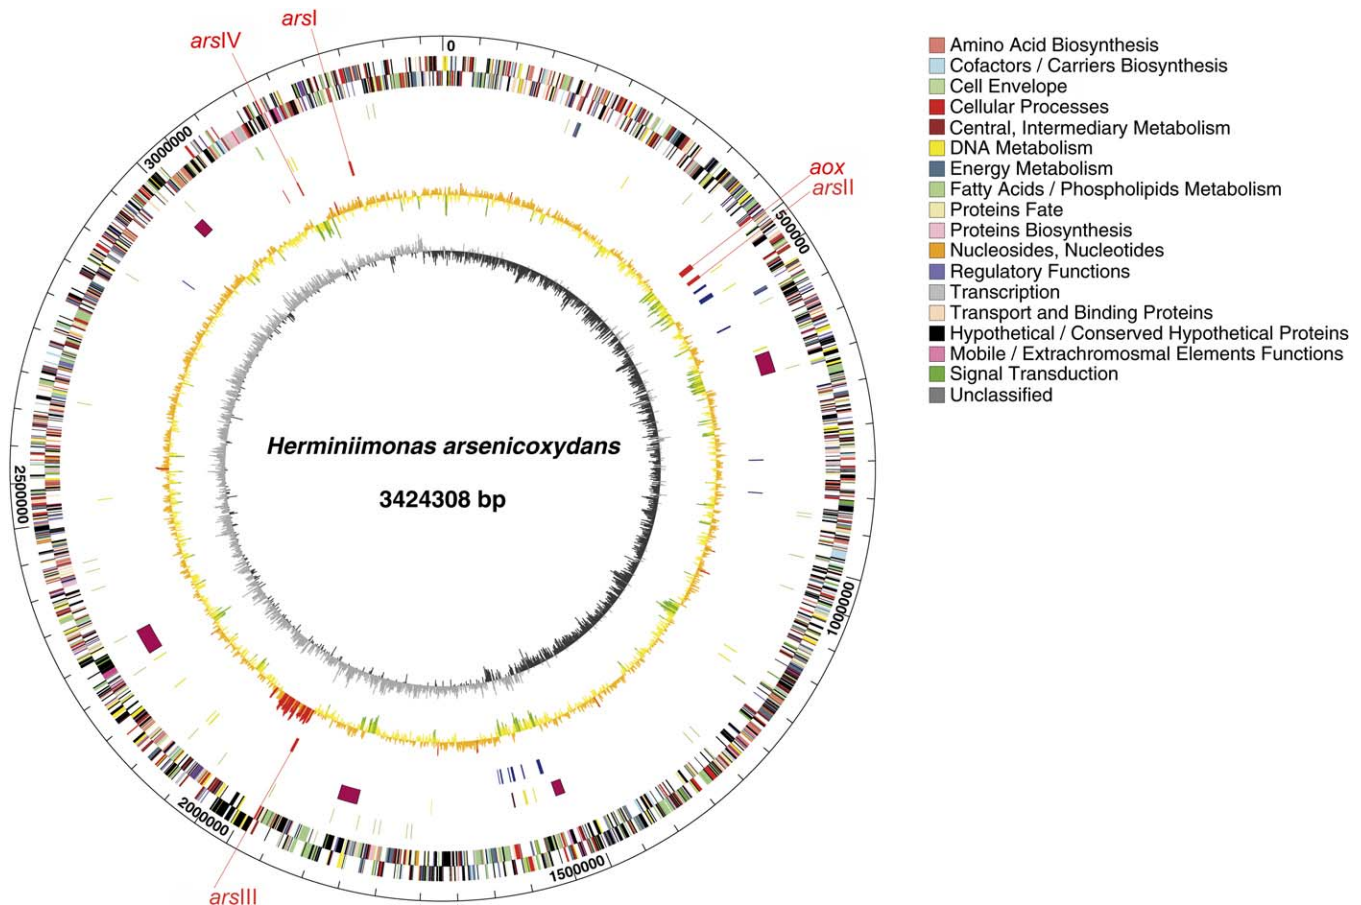 arsI
arsIV
0
3000000
aox
arsII
500000
Herminiimonas arsenicoxydans
3424308 bp
2500000
1000000
2000000
1500000
arsIII
Amino Acid Biosynthesis
Cofactors / Carriers Biosynthesis
Cell Envelope
Cellular Processes
Central, Intermediary Metabolism
DNA Metabolism
Energy Metabolism
Fatty Acids / Phospholipids Metabolism
Proteins Fate
Proteins Biosynthesis
Nucleosides, Nucleotides
Regulatory Functions
Transcription
Transport and Binding Proteins
Hypothetical / Conserved Hypothetical Proteins
Mobile / Extrachromosmal Elements Functions
Signal Transduction
Unclassified